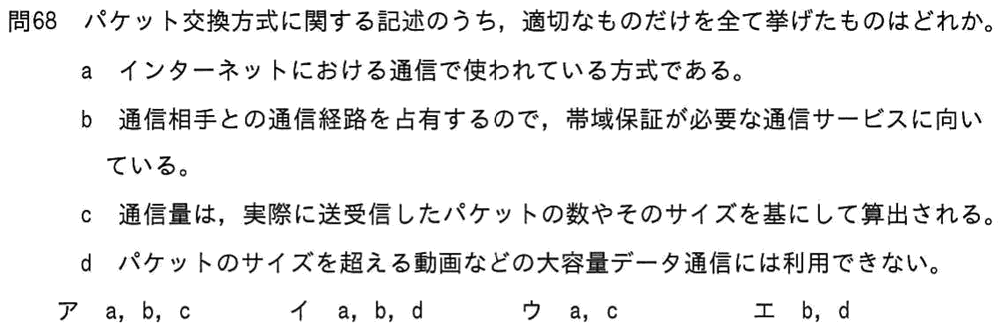 問68 パケット交換方式に関する記述のうち，適切なものだけを全て挙げたものはどれか。
a インターネットにおける通信で使われている方式である。
b 通信相手との通信経路を占有するので，帯域保証が必要な通信サービスに向い
ている。
c 通信量は，実際に送受信したパケットの数やそのサイズを基にして算出される。
d パケットのサイズを超える動画などの大容量データ通信には利用できない。
ア a，b，c イ a，b，d ウ a，c エ b，d